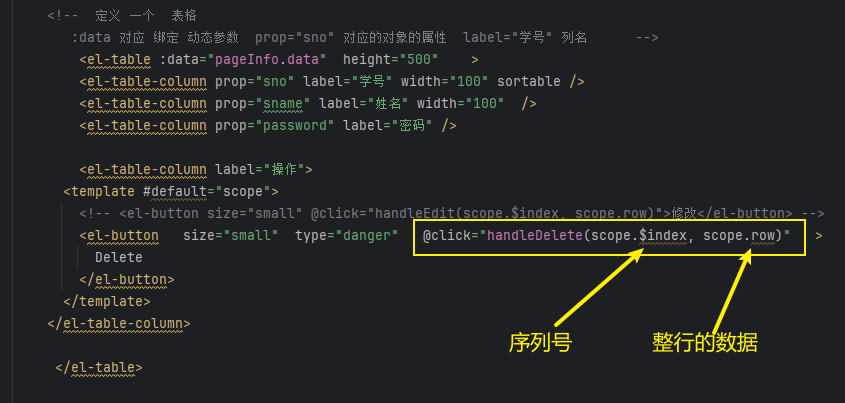 <!-- 定义 一个 表格
:data 对应 绑定 动态参数 prop="sno" 对应的对象的属性 label="学号" 列名 -->
<el-table :data="pageInfo.data" height="500" >
<el-table-column prop="sno" label="学号" width="100" sortable />
<el-table-column prop="sname" label="姓名" width="100" />
<el-table-column prop="password" label="密码" />
<el-table-column label="操作">
<template #default="scope">
<!-- <el-button size="small" @click="handleEdit(scope.$index, scope.row)">修改</el-button> -->
<el-button size="small" type="danger" @click="handleDelete(scope.$index, scope.row)" >
Delete
</el-button>
</template>
</el-table-column>
序列号 整行的数据
</el-table>